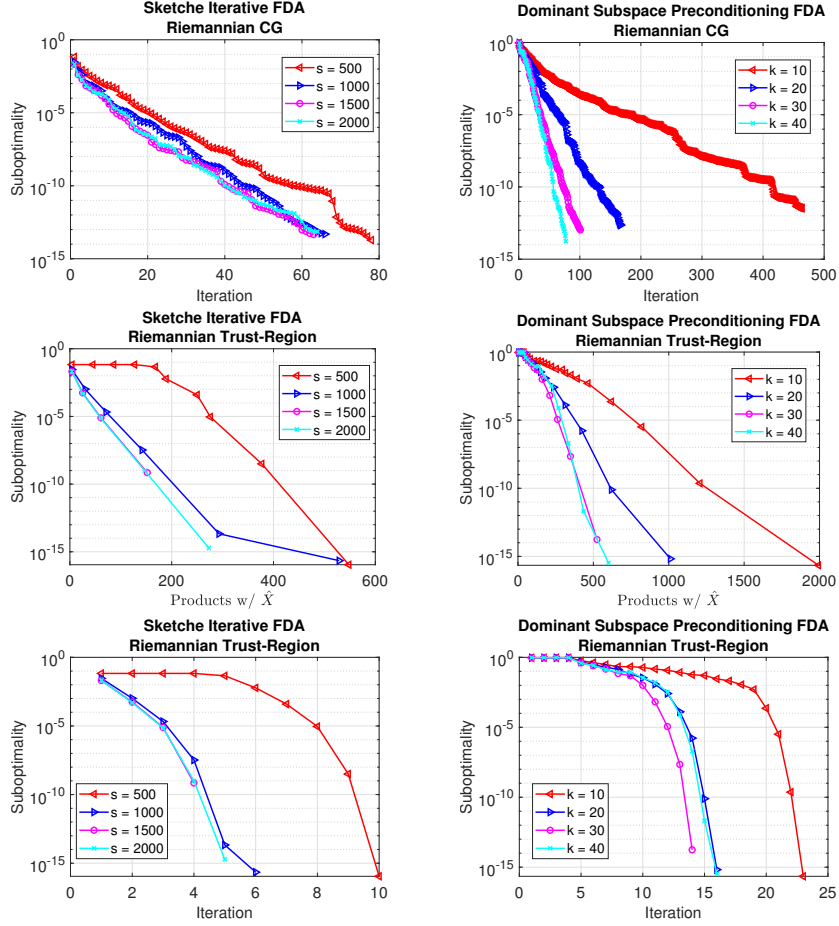 Sketche Iterative FDA
Riemannian CG
10^0
10^-5
10^-10
10^-15
Suboptimality
0 20 40 60 80
Iteration
s = 500
s = 1000
s = 1500
s = 2000
Dominant Subspace Preconditioning FDA
Riemannian CG
10^0
10^-5
10^-10
10^-15
Suboptimality
0 100 200 300 400 500
Iteration
k = 10
k = 20
k = 30
k = 40
Sketche Iterative FDA
Riemannian Trust-Region
10^0
10^-5
10^-10
10^-15
Suboptimality
0 200 400 600
Products w/ X̂
s = 500
s = 1000
s = 1500
s = 2000
Dominant Subspace Preconditioning FDA
Riemannian Trust-Region
10^0
10^-5
10^-10
10^-15
Suboptimality
0 500 1000 1500 2000
Products w/ X̂
k = 10
k = 20
k = 30
k = 40
Sketche Iterative FDA
Riemannian Trust-Region
10^0
10^-5
10^-10
10^-15
Suboptimality
0 2 4 6 8 10
Iteration
s = 500
s = 1000
s = 1500
s = 2000
Dominant Subspace Preconditioning FDA
Riemannian Trust-Region
10^0
10^-5
10^-10
10^-15
Suboptimality
0 5 10 15 20 25
Iteration
k = 10
k = 20
k = 30
k = 40